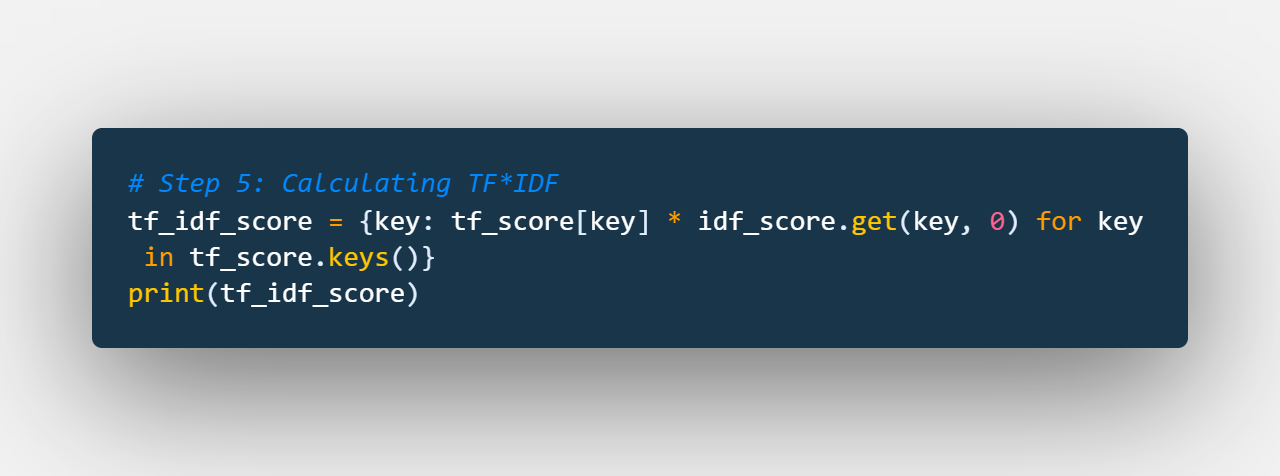 # Step 5: Calculating TF*IDF
tf_idf_score = {key: tf_score[key] * idf_score.get(key, 0) for key
in tf_score.keys()}
print(tf_idf_score)